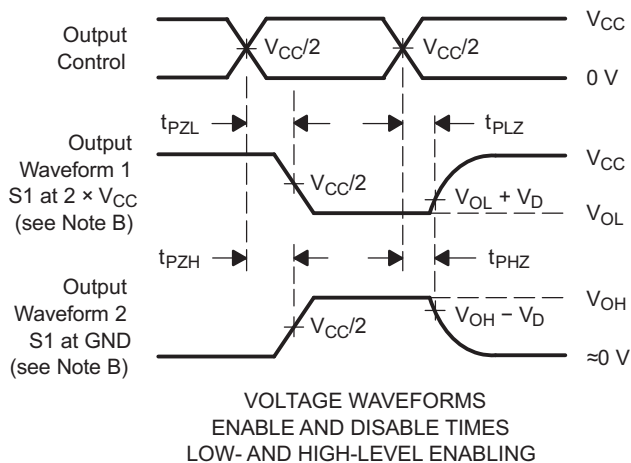 Output
Control
V_CC/2
V_CC/2
V_CC
0 V
t_PZL
t_PLZ
Output
Waveform 1
S1 at 2 × V_CC
(see Note B)
V_CC/2
V_CC
V_OL + V_D
V_OL
t_PZH
t_PHZ
Output
Waveform 2
S1 at GND
(see Note B)
V_CC/2
V_OH
V_OH − V_D
≈0 V
VOLTAGE WAVEFORMS
ENABLE AND DISABLE TIMES
LOW- AND HIGH-LEVEL ENABLING